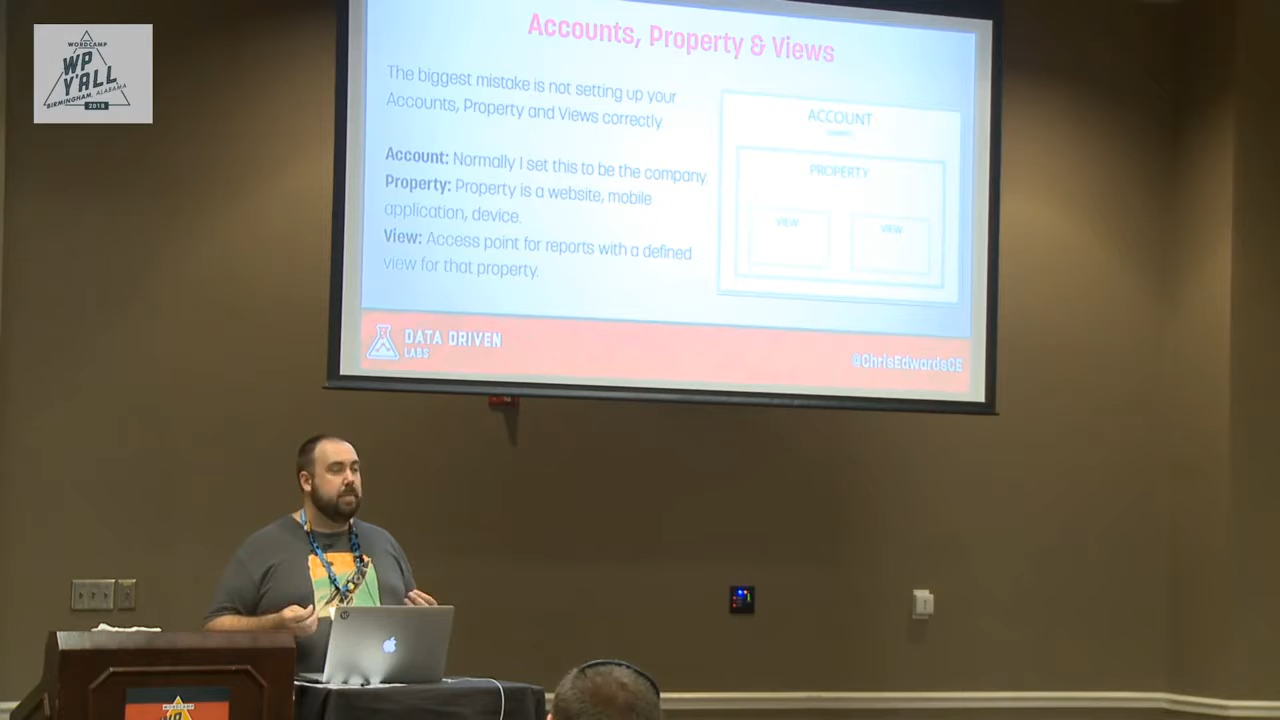 WORDCAMP
WP
Y'ALL
BIRMINGHAM, ALABAMA
2018
Accounts, Property & Views
The biggest mistake is not setting up your
Accounts, Property and Views correctly.
Account: Normally I set this to be the company.
Property: Property is a website, mobile
application, device.
View: Access point for reports with a defined
view for that property.
ACCOUNT
PROPERTY
VIEW
VIEW
DATA DRIVEN
LABS
@ChrisEdwardsCE
WORDCAMP
WP